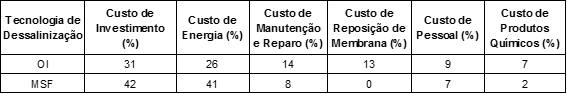 Tecnologia de Dessalinização | Custo de Investimento (%) | Custo de Energia (%) | Custo de Manutenção e Reparo (%) | Custo de Reposição de Membrana (%) | Custo de Pessoal (%) | Custo de Produtos Químicos (%)
OI | 31 | 26 | 14 | 13 | 9 | 7
MSF | 42 | 41 | 8 | 0 | 7 | 2